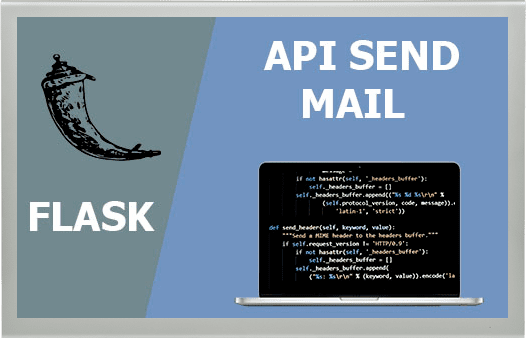 API SEND
MAIL
FLASK
message =
if not hasattr(self, '_headers_buffer'):
self._headers_buffer = []
self._headers_buffer.append(("%s %d %s\r\n" %
(self.protocol_version, code, message)).
'latin-1', 'strict'))
def send_header(self, keyword, value):
"""Send a MIME header to the headers buffer."""
if self.request_version != 'HTTP/0.9':
if not hasattr(self, '_headers_buffer'):
self._headers_buffer = []
self._headers_buffer.append(
("%s: %s\r\n" % (keyword, value)).encode('la